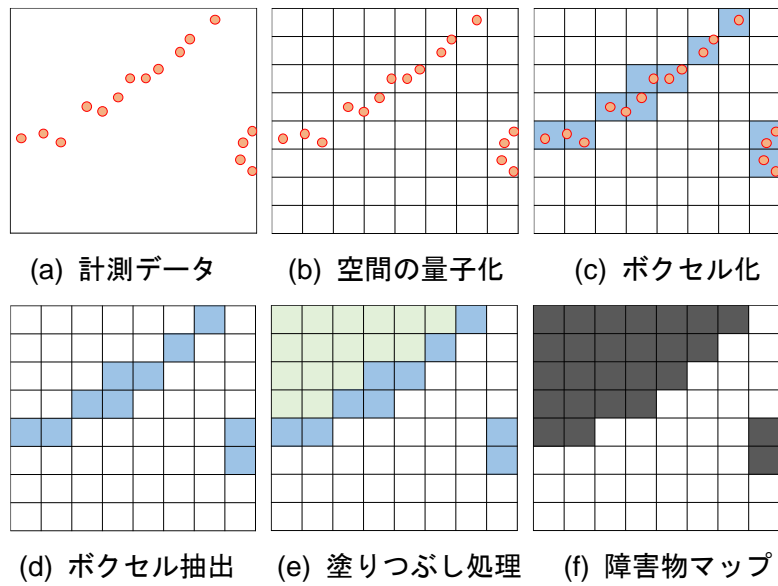 (a) 計測データ
(b) 空間の量子化
(c) ボクセル化
(d) ボクセル抽出
(e) 塗りつぶし処理
(f) 障害物マップ